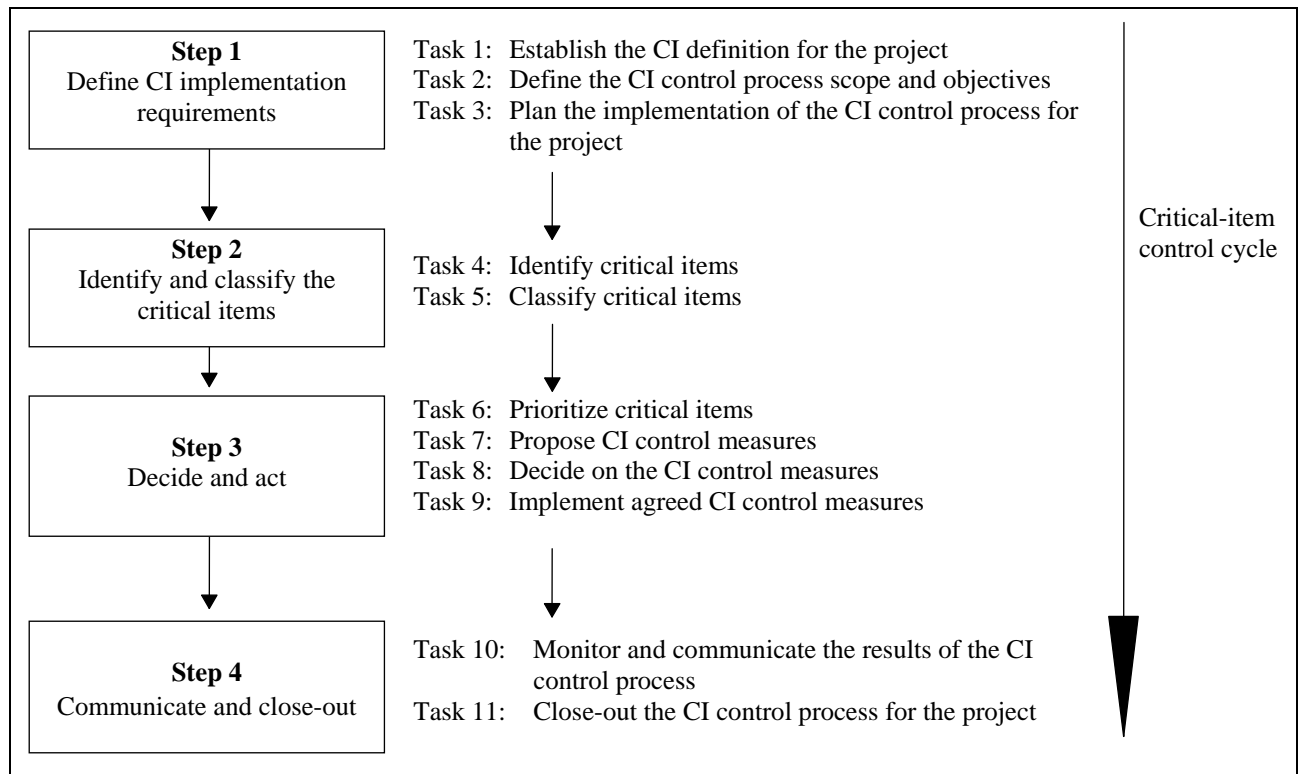 Step 1
Define CI implementation
requirements
Task 1: Establish the CI definition for the project
Task 2: Define the CI control process scope and objectives
Task 3: Plan the implementation of the CI control process for
the project
Critical-item
control cycle
Step 2
Identify and classify the
critical items
Task 4: Identify critical items
Task 5: Classify critical items
Step 3
Decide and act
Task 6: Prioritize critical items
Task 7: Propose CI control measures
Task 8: Decide on the CI control measures
Task 9: Implement agreed CI control measures
Step 4
Communicate and close-out
Task 10: Monitor and communicate the results of the CI
control process
Task 11: Close-out the CI control process for the project